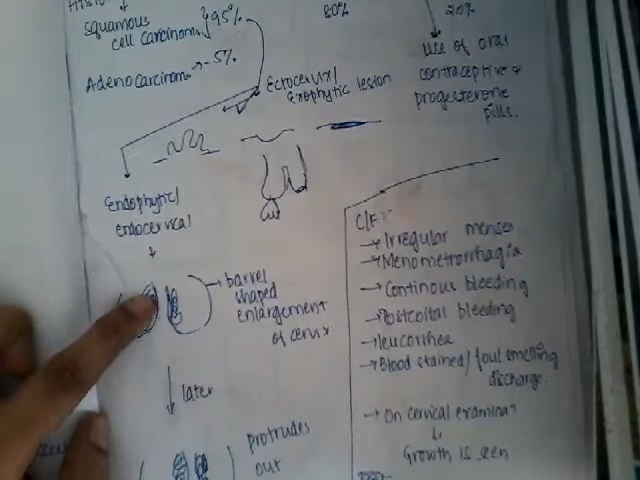 squamous
cell carcinoma } 95%
80%
20%
Adenocarcinoma → ~5%
Use of oral
contraceptive &
progesterone
pills.
Ectocervix/
Exophytic lesion
Endophytic/
endocervical
→ barrel
shaped
enlargement
of cervix
later
protrudes
out
C/F:-
→ Irregular menses
→ Menometrorrhagia
→ Continous bleeding
→ Postcoital bleeding
→ leucorrhea
→ Blood stained/foul smelling
discharge.
→ On cervical examinaⁿ
↓
Growth is seen